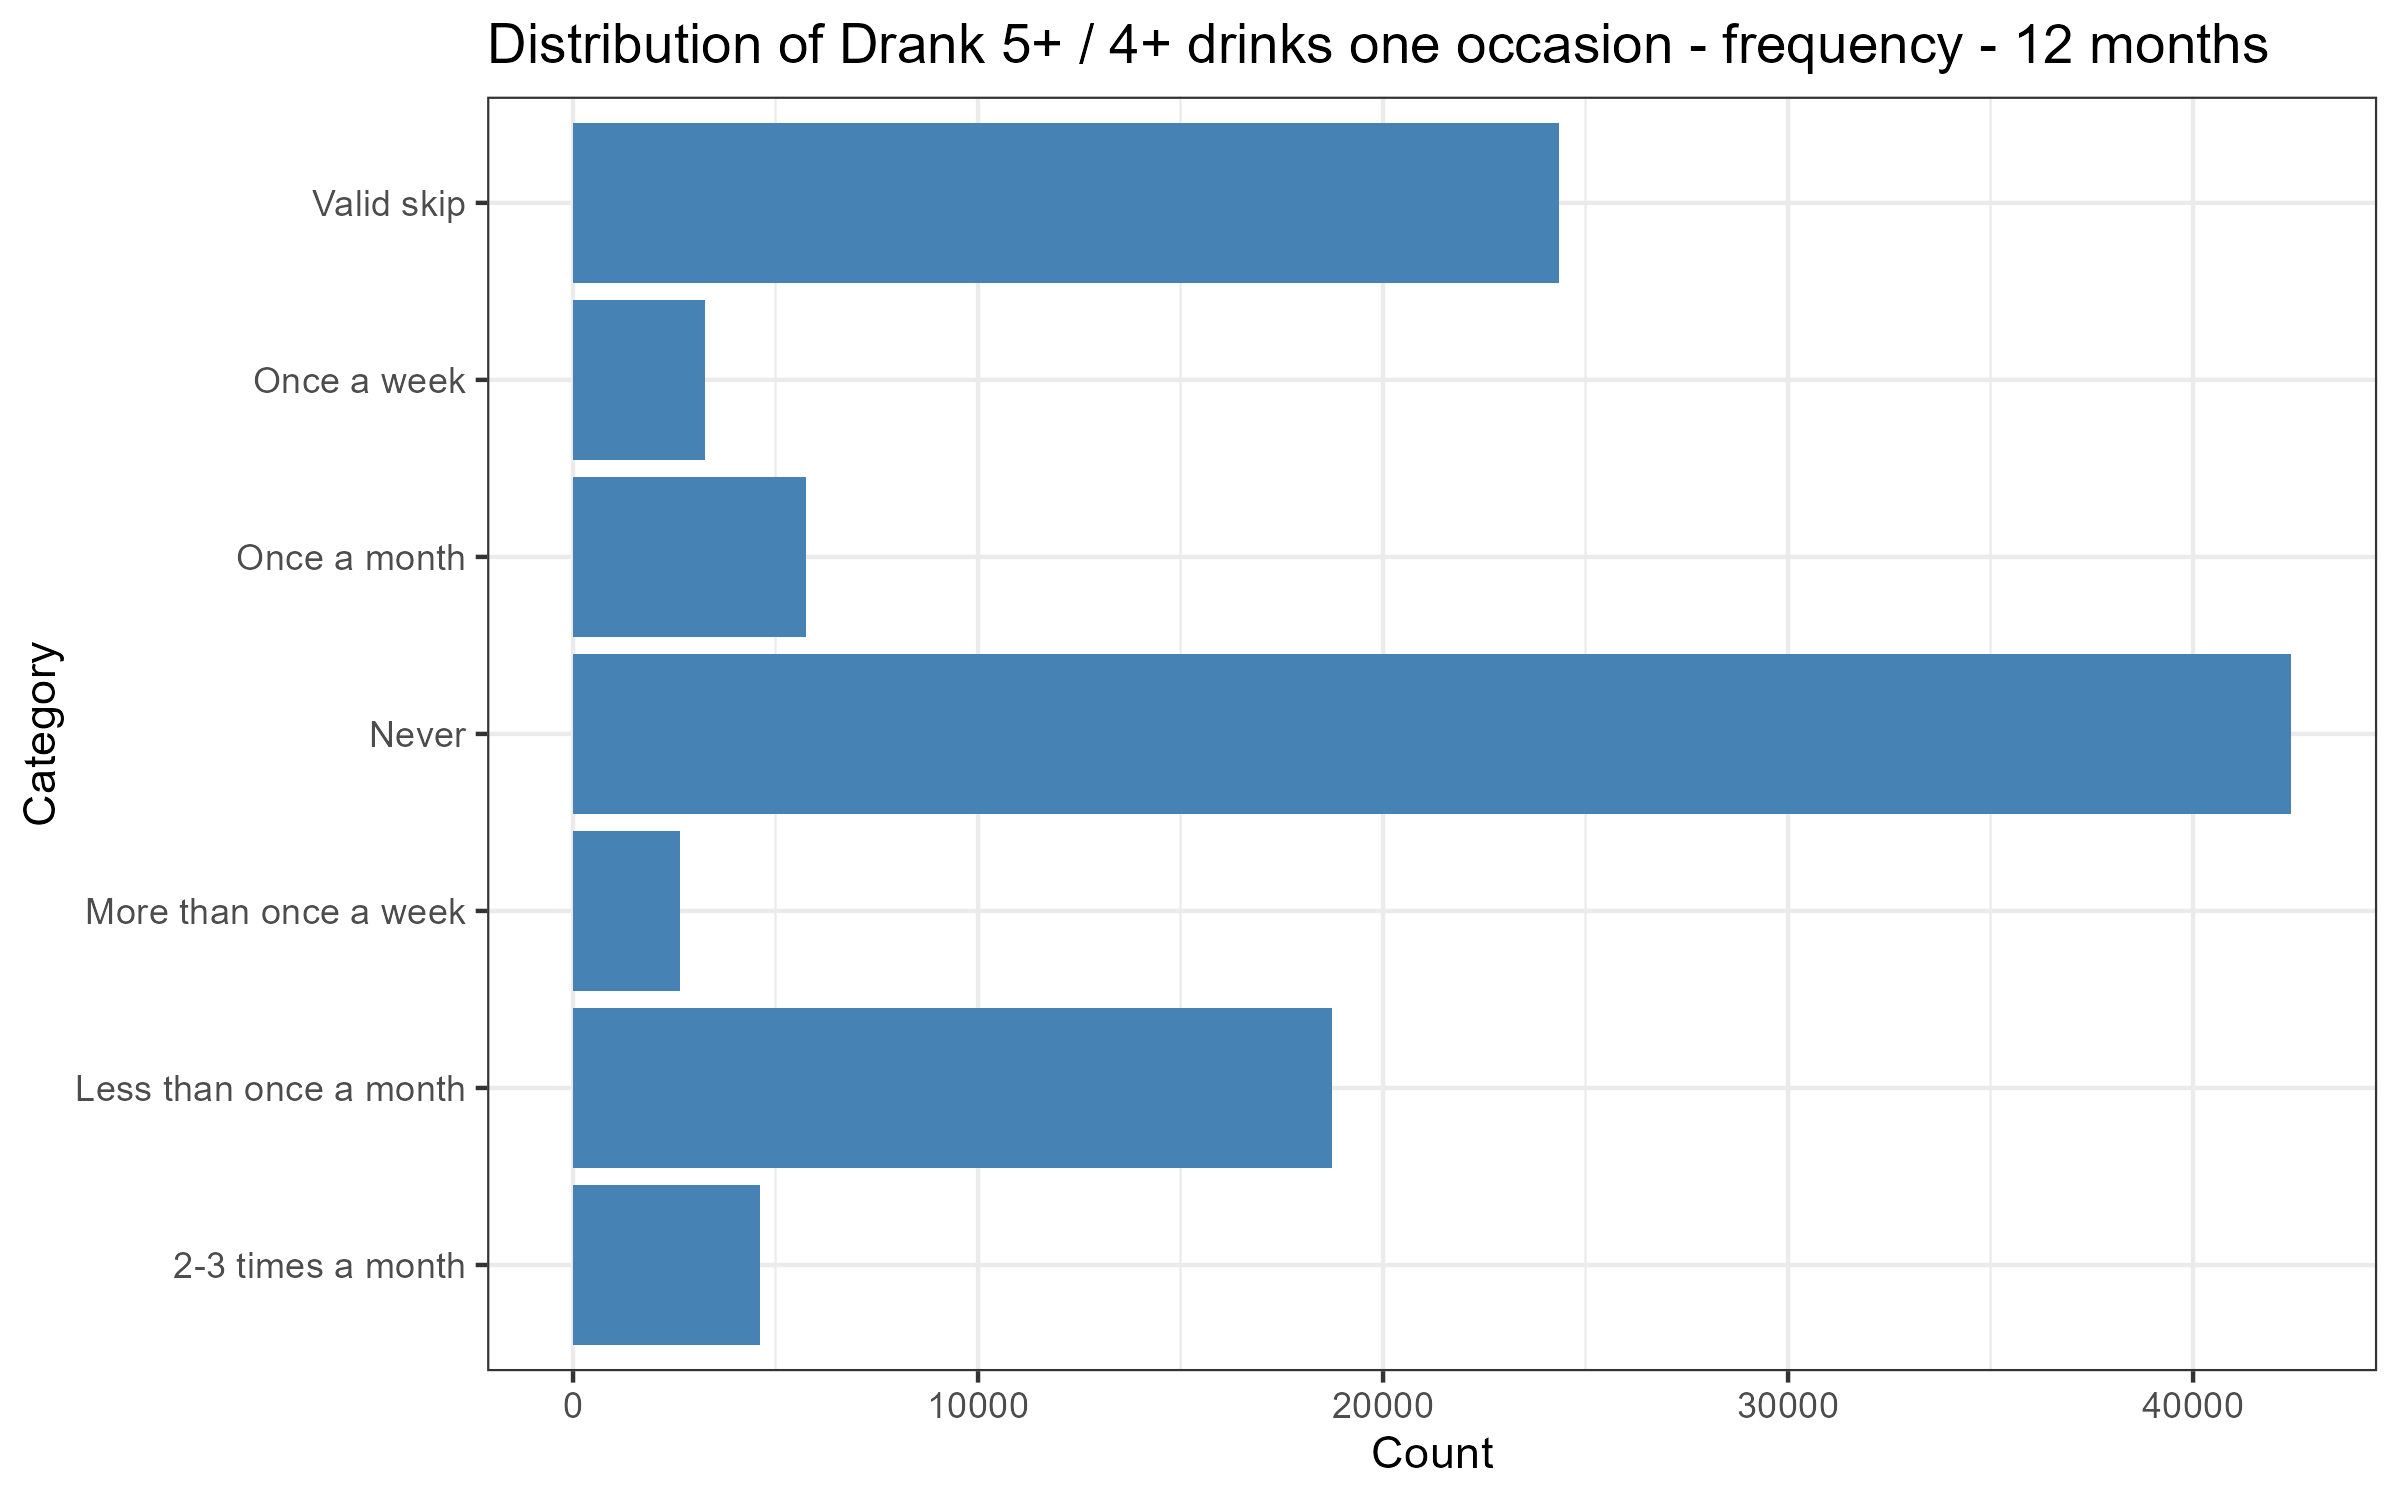 Distribution of Drank 5+ / 4+ drinks one occasion - frequency - 12 months
Category
Valid skip
Once a week
Once a month
Never
More than once a week
Less than once a month
2-3 times a month
0 10000 20000 30000 40000
Count